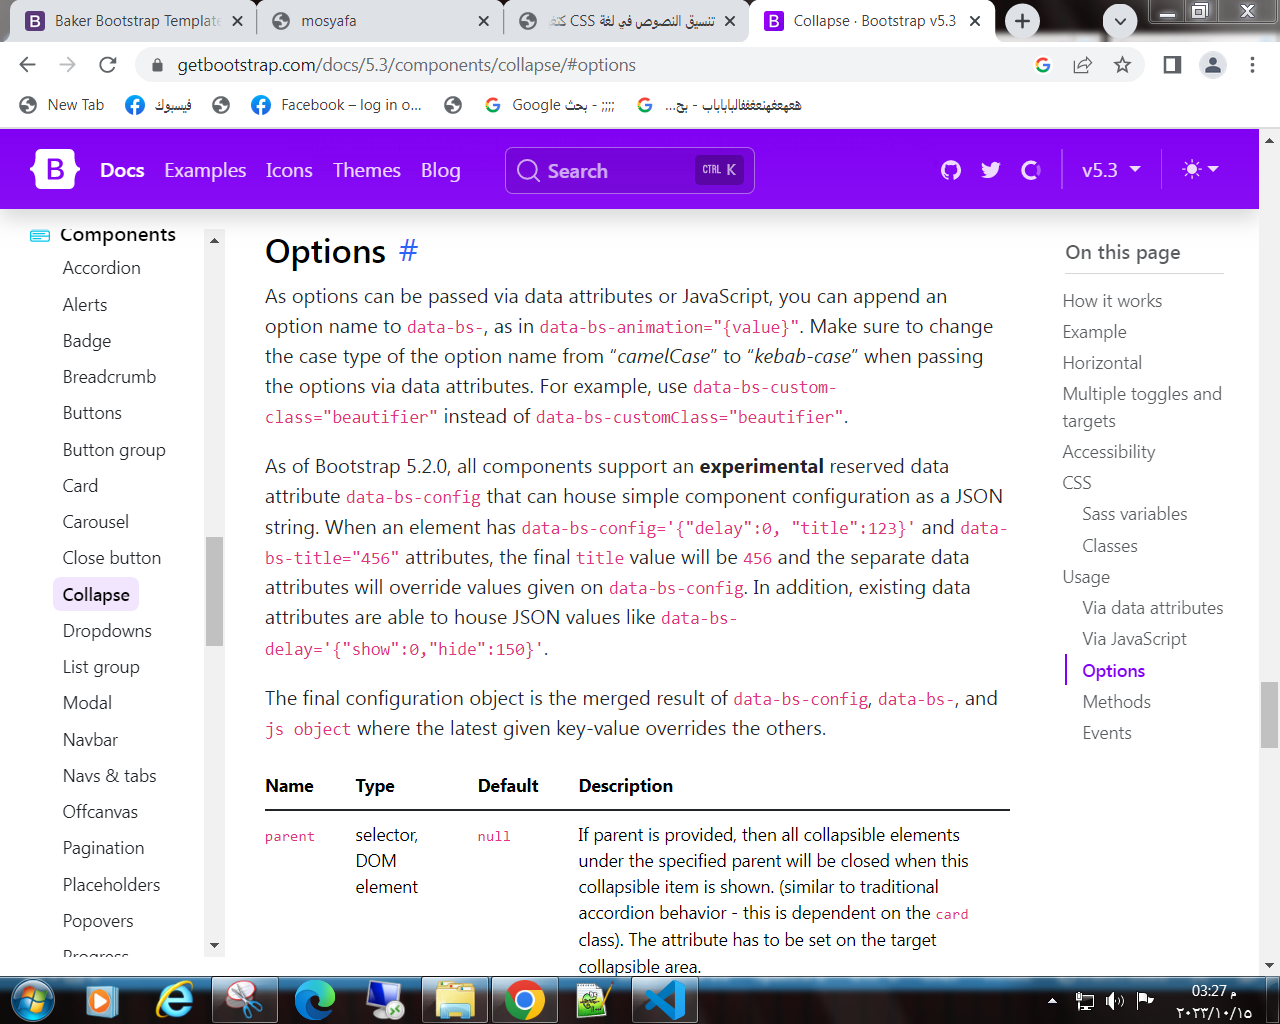 Baker Bootstrap Template
mosyafa
تنسيق النصوص في لغة CSS
Collapse · Bootstrap v5.3
getbootstrap.com/docs/5.3/components/collapse/#options
New Tab
فيسبوك
Facebook – log in o...
Google بحث - ;;;;
B
Docs
Examples
Icons
Themes
Blog
Search
CTRL K
v5.3
Components
Accordion
Alerts
Badge
Breadcrumb
Buttons
Button group
Card
Carousel
Close button
Collapse
Dropdowns
List group
Modal
Navbar
Navs & tabs
Offcanvas
Pagination
Placeholders
Popovers
Progress
Options #
As options can be passed via data attributes or JavaScript, you can append an
option name to data-bs-, as in data-bs-animation="{value}". Make sure to change
the case type of the option name from “camelCase” to “kebab-case” when passing
the options via data attributes. For example, use data-bs-custom-
class="beautifier" instead of data-bs-customClass="beautifier".
As of Bootstrap 5.2.0, all components support an experimental reserved data
attribute data-bs-config that can house simple component configuration as a JSON
string. When an element has data-bs-config='{"delay":0, "title":123}' and data-
bs-title="456" attributes, the final title value will be 456 and the separate data
attributes will override values given on data-bs-config. In addition, existing data
attributes are able to house JSON values like data-bs-
delay='{"show":0,"hide":150}'.
The final configuration object is the merged result of data-bs-config, data-bs-, and
js object where the latest given key-value overrides the others.
Name Type Default Description
parent selector, null If parent is provided, then all collapsible elements
DOM under the specified parent will be closed when this
element collapsible item is shown. (similar to traditional
accordion behavior - this is dependent on the card
class). The attribute has to be set on the target
collapsible area.
On this page
How it works
Example
Horizontal
Multiple toggles and
targets
Accessibility
CSS
Sass variables
Classes
Usage
Via data attributes
Via JavaScript
Options
Methods
Events
03:27 م
٢٠٢٣/١٠/١٥